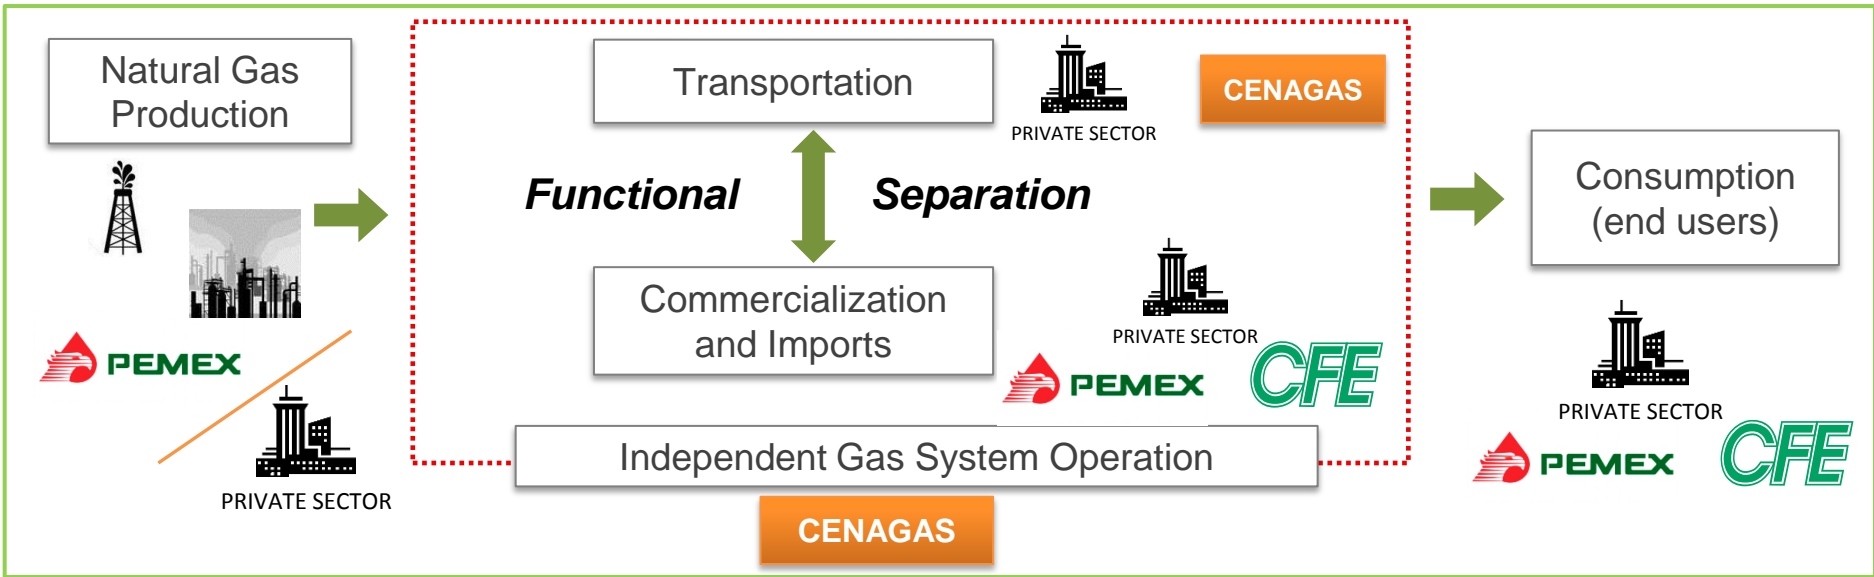 Natural Gas
Production
PEMEX
PRIVATE SECTOR
Transportation
PRIVATE SECTOR
CENAGAS
Functional Separation
Commercialization
and Imports
PRIVATE SECTOR
PEMEX
CFE
Independent Gas System Operation
CENAGAS
Consumption
(end users)
PRIVATE SECTOR
PEMEX
CFE